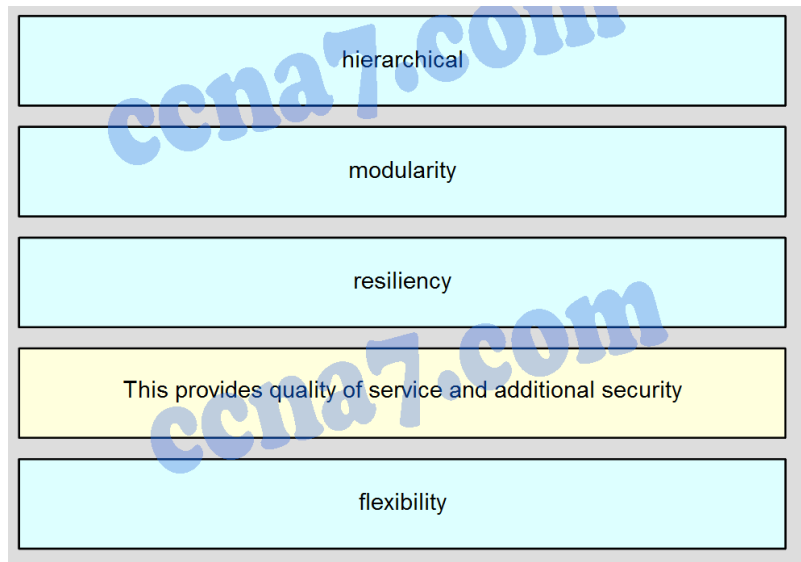 ccna7.com
hierarchical
modularity
resiliency
ccna7.com
This provides quality of service and additional security
flexibility